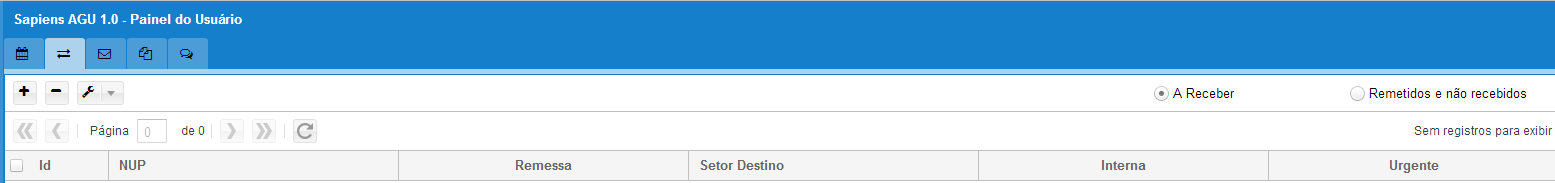 Sapiens AGU 1.0 - Painel do Usuário
A Receber Remetidos e não recebidos
Página 0 de 0 Sem registros para exibir
Id NUP Remessa Setor Destino Interna Urgente